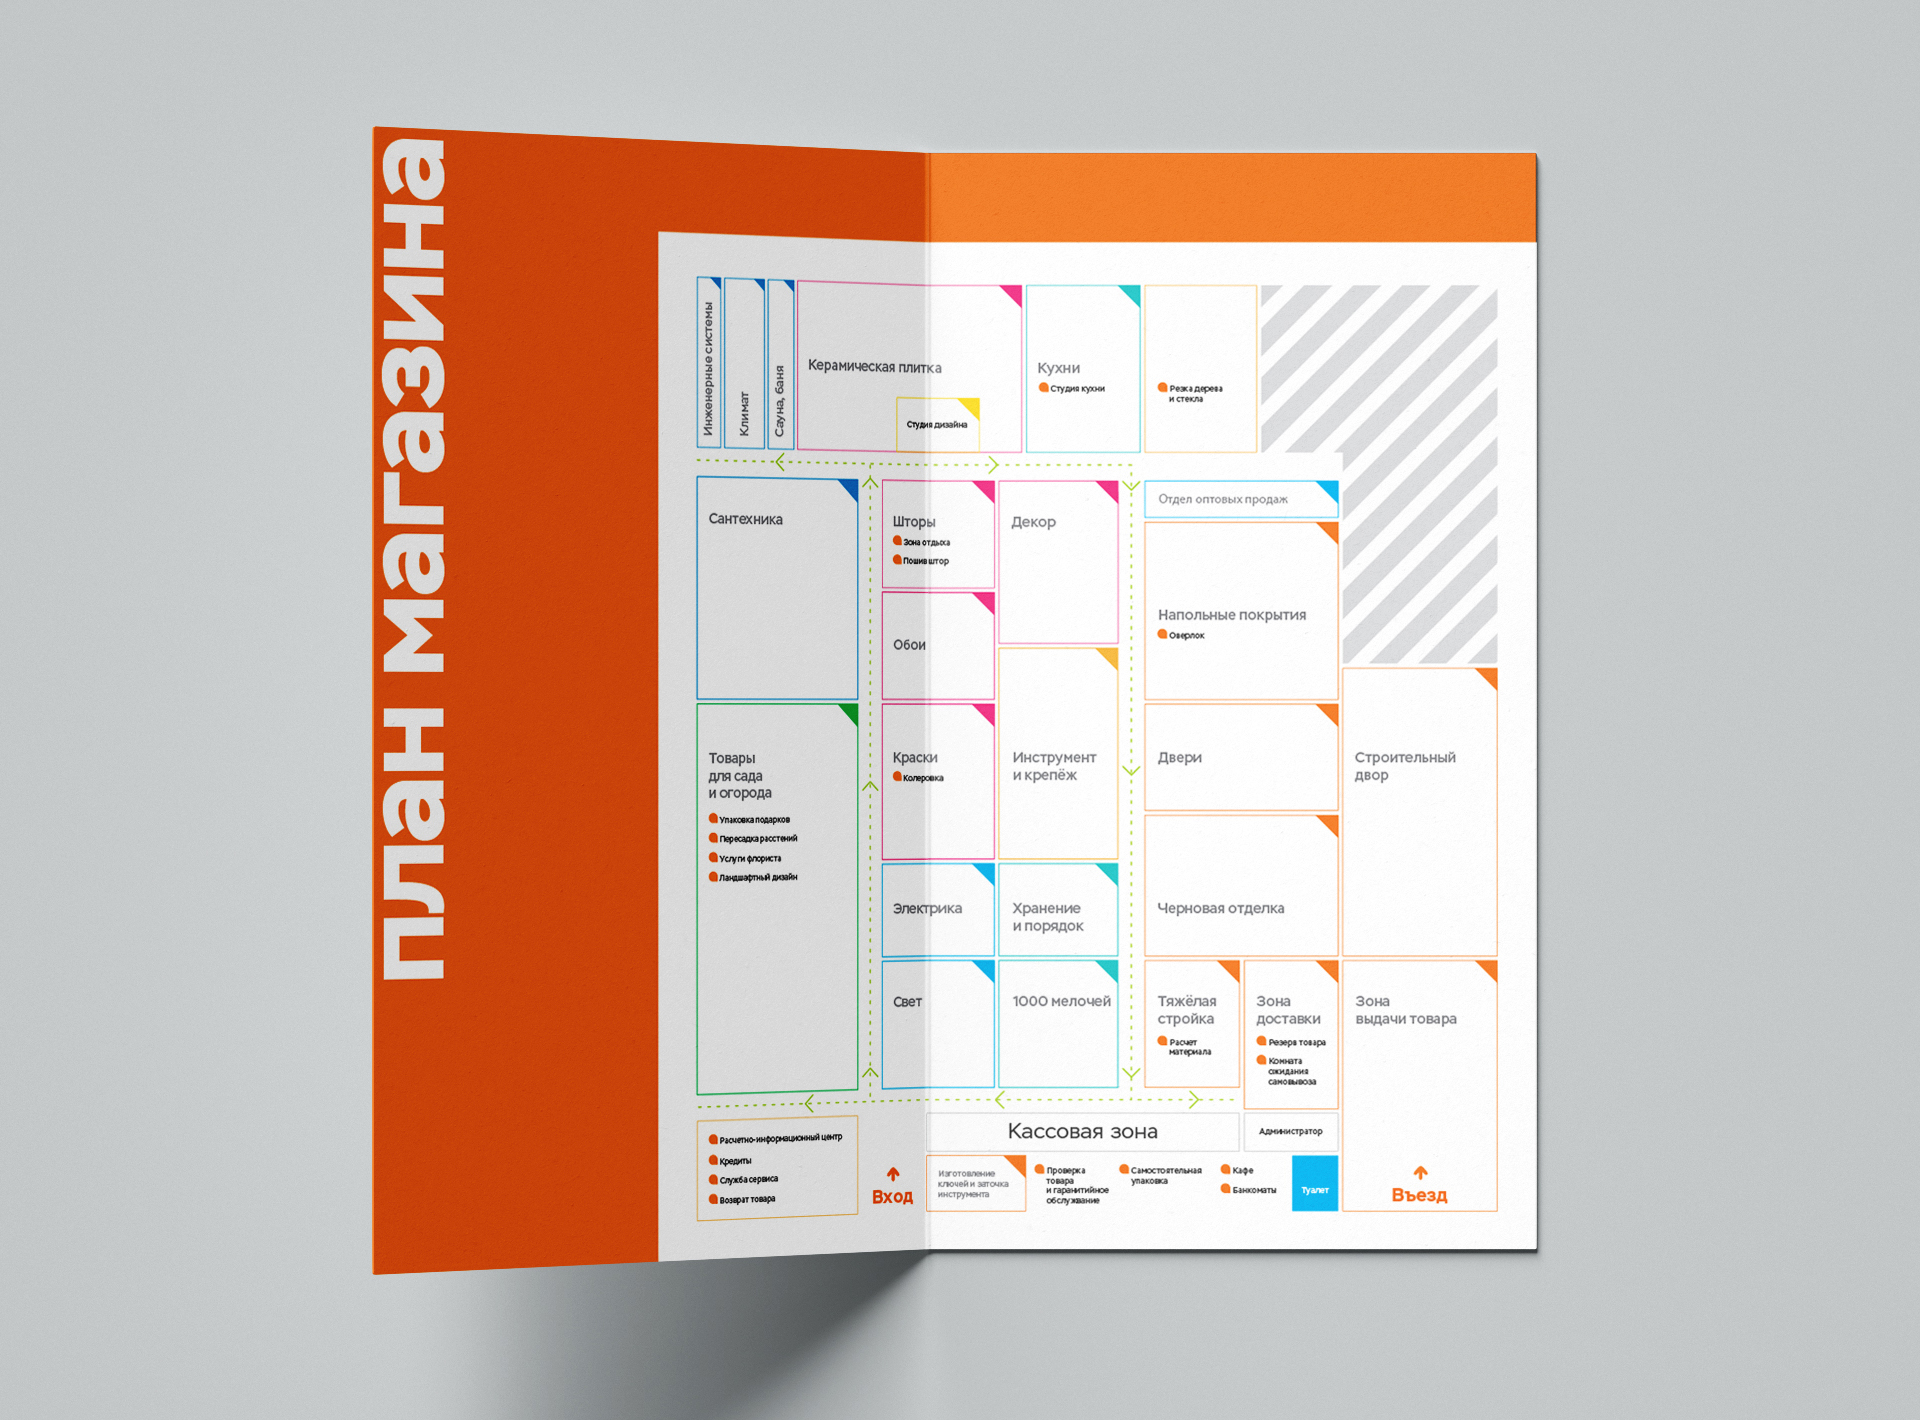 План магазина
Инженерные системы
Климат
Сауна, баня
Керамическая плитка
Студия дизайна
Кухни
Студия кухни
Резка дерева
и стекла
Сантехника
Шторы
Зона отдыха
Пошив штор
Декор
Отдел оптовых продаж
Напольные покрытия
Оверлок
Обои
Товары
для сада
и огорода
Упаковка подарков
Пересадка расстений
Услуги флориста
Ландшафтный дизайн
Краски
Колеровка
Инструмент
и крепёж
Двери
Строительный
двор
Электрика
Хранение
и порядок
Черновая отделка
Свет
1000 мелочей
Тяжёлая
стройка
Расчет
материала
Зона
доставки
Резерв товара
Комната
ожидания
самовывоза
Зона
выдачи товара
Расчетно-информационный центр
Кредиты
Служба сервиса
Возврат товара
Вход
Кассовая зона
Администратор
Изготовление
ключей и заточка
инструмента
Проверка
товара
и гаранитийное
обслужвание
Самостоятельная
упаковка
Кафе
Банкоматы
Туалет
Въезд